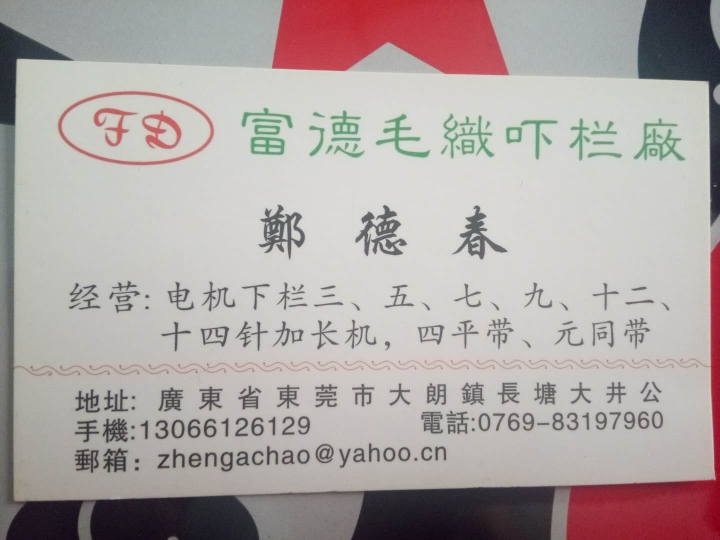 FD 富德毛織吓栏廠
鄭德春
经营: 电机下栏三、五、七、九、十二、
十四针加长机，四平带、元同带
地址: 廣東省東莞市大朗鎮長塘大井公
手機:13066126129 電話:0769-83197960
郵箱: zhengachao@yahoo.cn